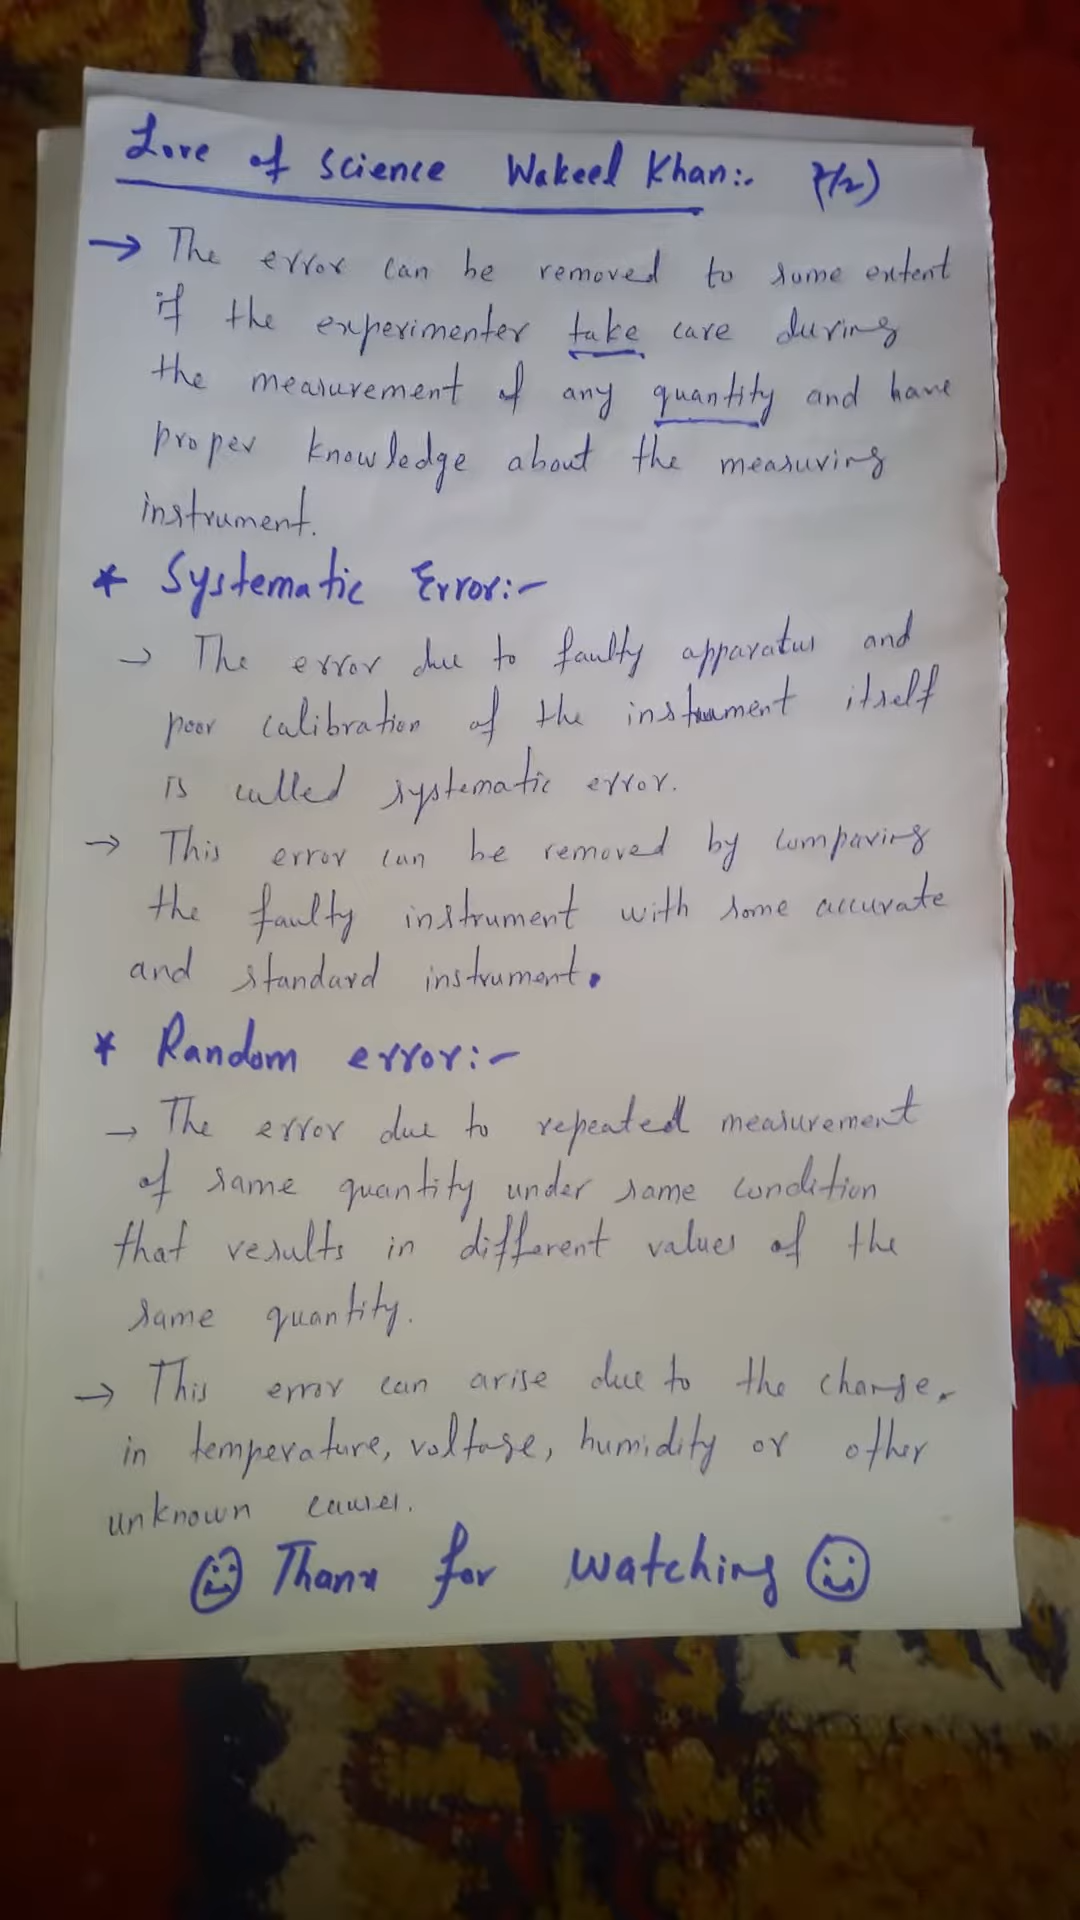 Love of science Wakeel Khan:. P/2)
→ The error can be removed to some extent
if the experimenter take care during
the measurement of any quantity and have
proper knowledge about the measuring
instrument.
* Systematic Error:-
→ The error due to faulty apparatus and
poor calibration of the instrument itself
is called systematic error.
→ This error can be removed by comparing
the faulty instrument with some accurate
and standard instrument.
* Random error:-
→ The error due to repeated measurement
of same quantity under same condition
that results in different values of the
same quantity.
→ This error can arise due to the change
in temperature, voltage, humidity or other
unknown causes.
Thanx for watching